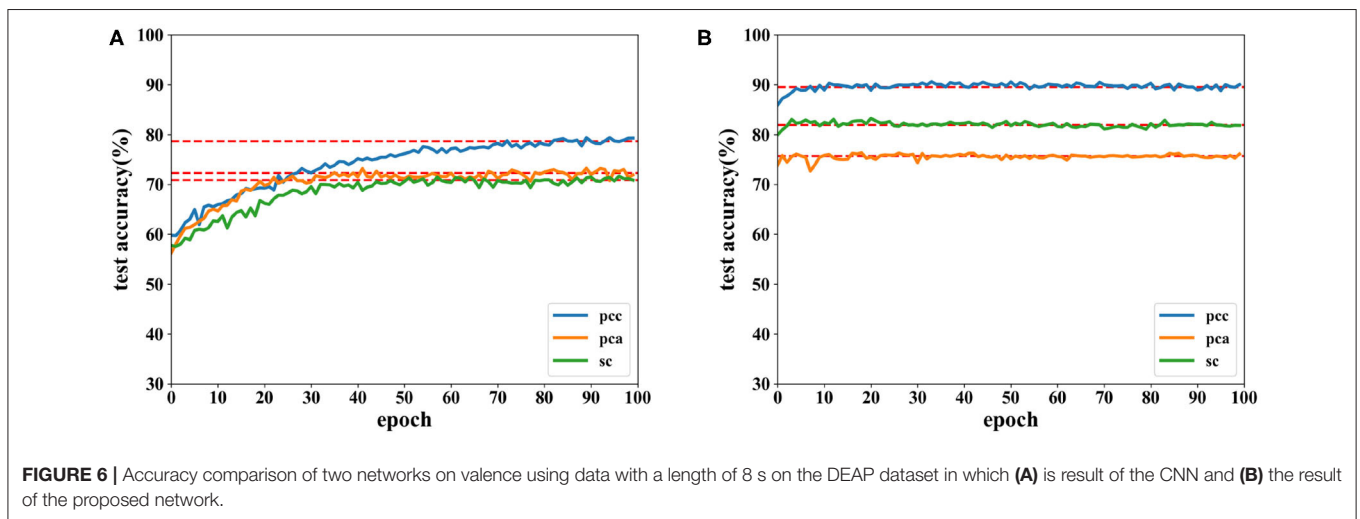 A
100
90
80
70
60
50
40
30
test accuracy(%)
0 10 20 30 40 50 60 70 80 90 100
epoch
pcc
pca
sc
B
100
90
80
70
60
50
40
30
test accuracy(%)
0 10 20 30 40 50 60 70 80 90 100
epoch
pcc
pca
sc
FIGURE 6 | Accuracy comparison of two networks on valence using data with a length of 8 s on the DEAP dataset in which (A) is result of the CNN and (B) the result
of the proposed network.